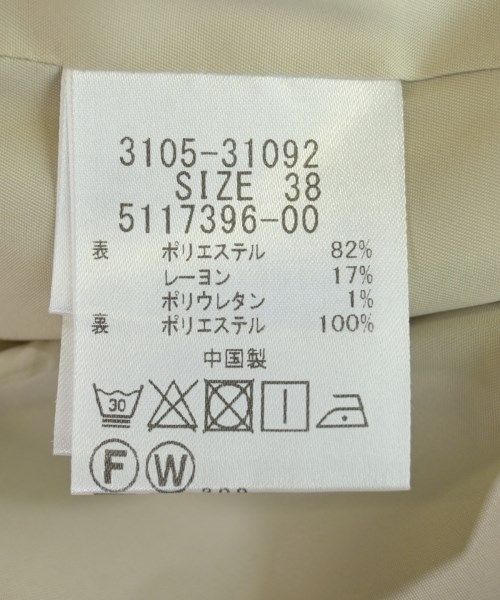 3105-31092
SIZE 38
5117396-00
表 ポリエステル 82%
レーヨン 17%
ポリウレタン 1%
裏 ポリエステル 100%
中国製
30
F W